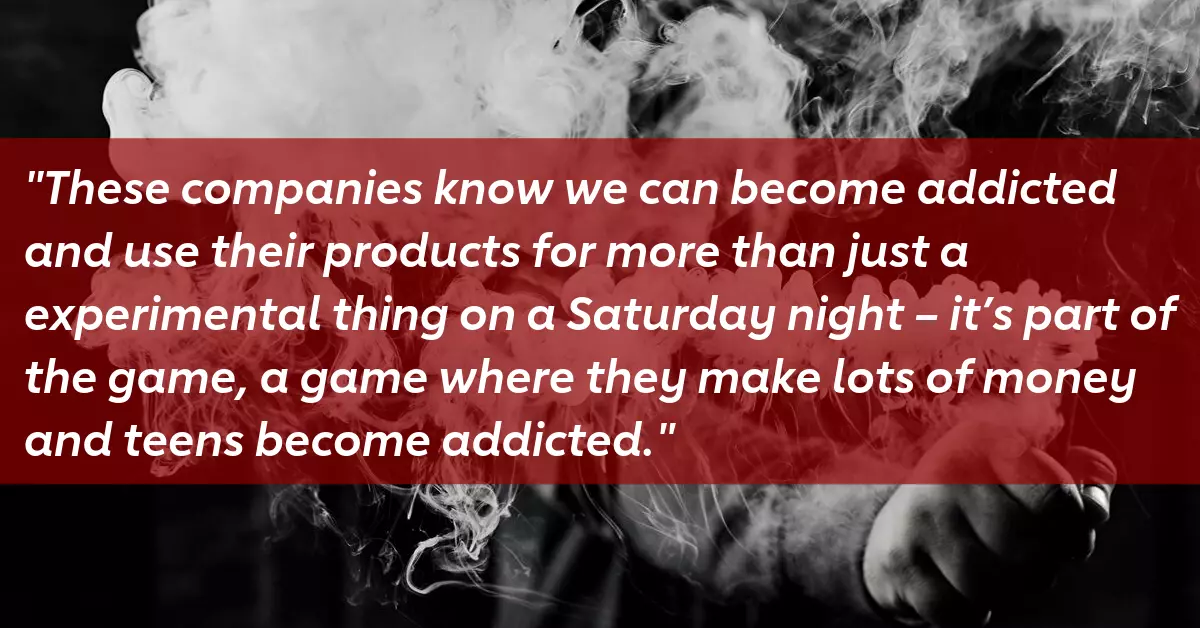 "These companies know we can become addicted
and use their products for more than just a
experimental thing on a Saturday night – it’s part of
the game, a game where they make lots of money
and teens become addicted."